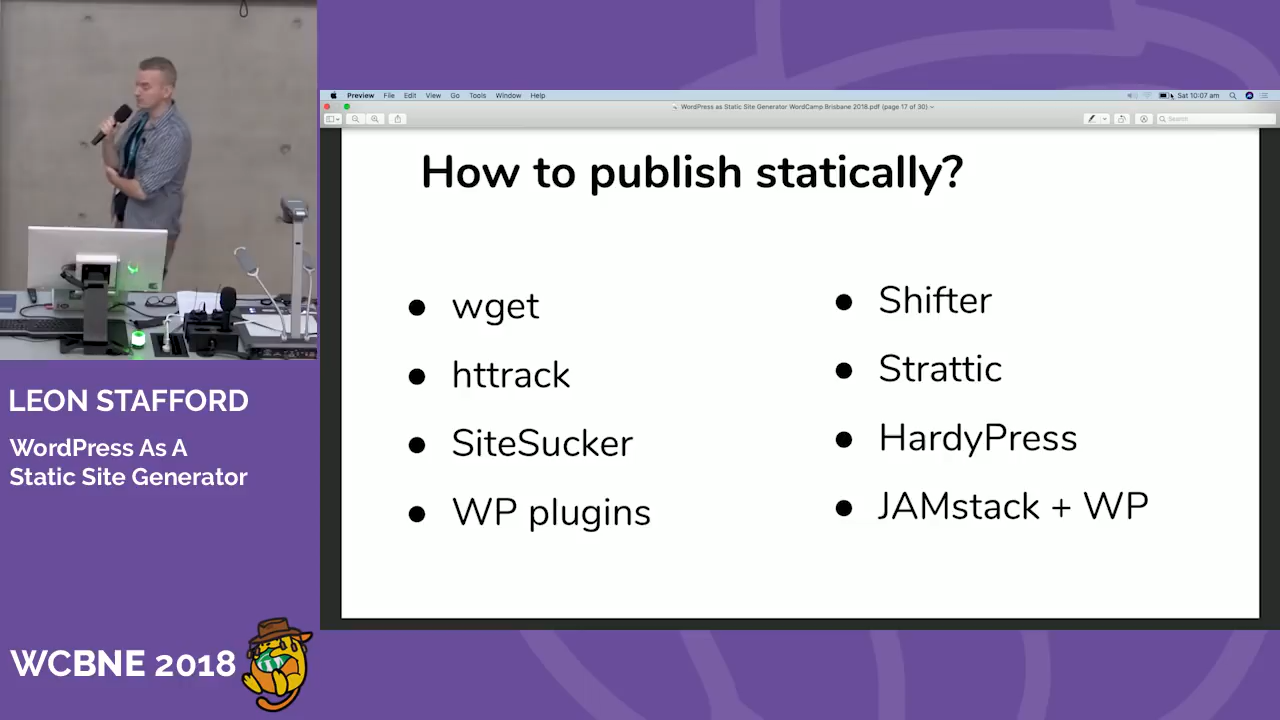 Preview File Edit View Go Tools Window Help
Sat 10:07 am
WordPress as Static Site Generator WordCamp Brisbane 2018.pdf (page 17 of 30)
Search
How to publish statically?
wget
httrack
SiteSucker
WP plugins
Shifter
Strattic
HardyPress
JAMstack + WP
LEON STAFFORD
WordPress As A
Static Site Generator
WCBNE 2018